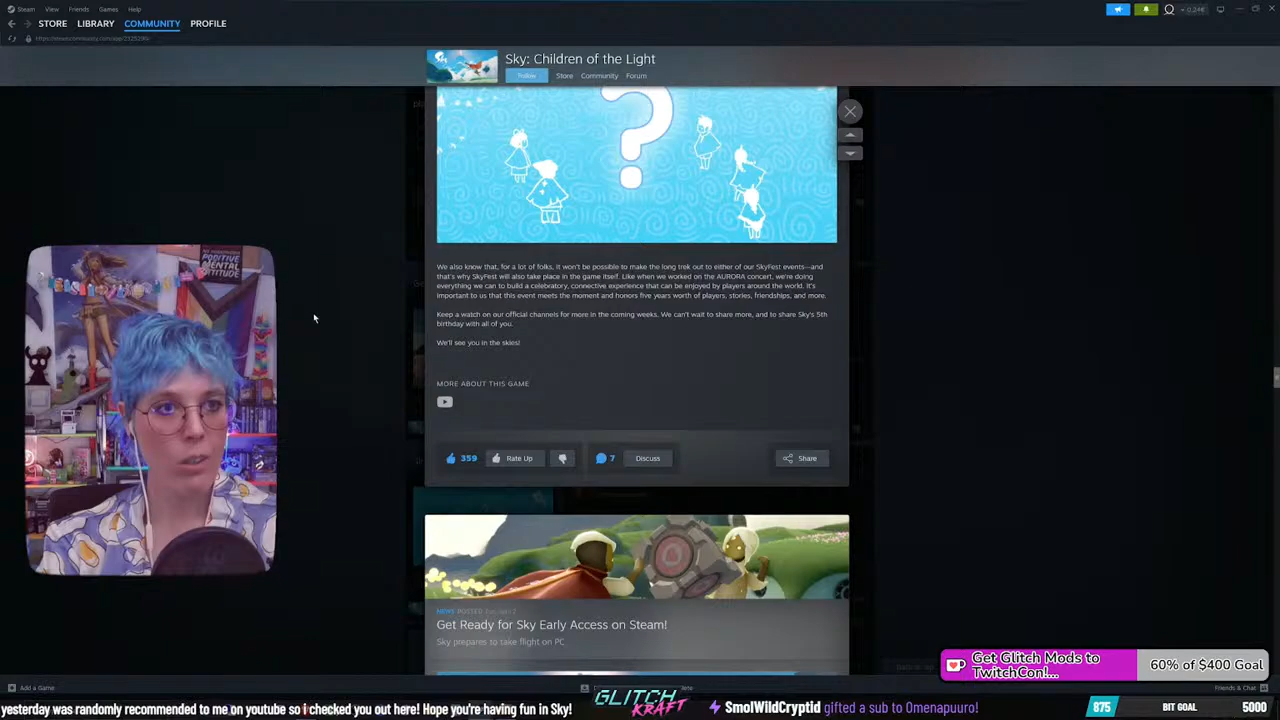 Steam View Friends Games Help
STORE LIBRARY COMMUNITY PROFILE
Sky: Children of the Light
Follow Store Community Forum
?
POSITIVE
MENTAL
ATTITUDE
We also know that, for a lot of folks, it won't be possible to make the long trek out to either of our SkyFest events—and
that's why SkyFest will also take place in the game itself. Like when we worked on the AURORA concert, we're doing
everything we can to build a celebratory, connective experience that can be enjoyed by players around the world. It's
important to us that this event meets the moment and honors five years worth of players, stories, friendships, and more.
Keep a watch on our official channels for more in the coming weeks. We can't wait to share more, and to share Sky's 5th
birthday with all of you.
We'll see you in the skies!
MORE ABOUT THIS GAME
359 Rate Up 7 Discuss Share
NEWS POSTED
Get Ready for Sky Early Access on Steam!
Sky prepares to take flight on PC
Get Glitch Mods to
TwitchCon!...
60% of $400 Goal
Add a Game
Friends & Chat
GLITCH
KRAFT
yesterday was randomly recommended to me on youtube so i checked you out here! Hope you're having fun in Sky!
SmolWildCryptid gifted a sub to Omenapuuro!
875 BIT GOAL 5000